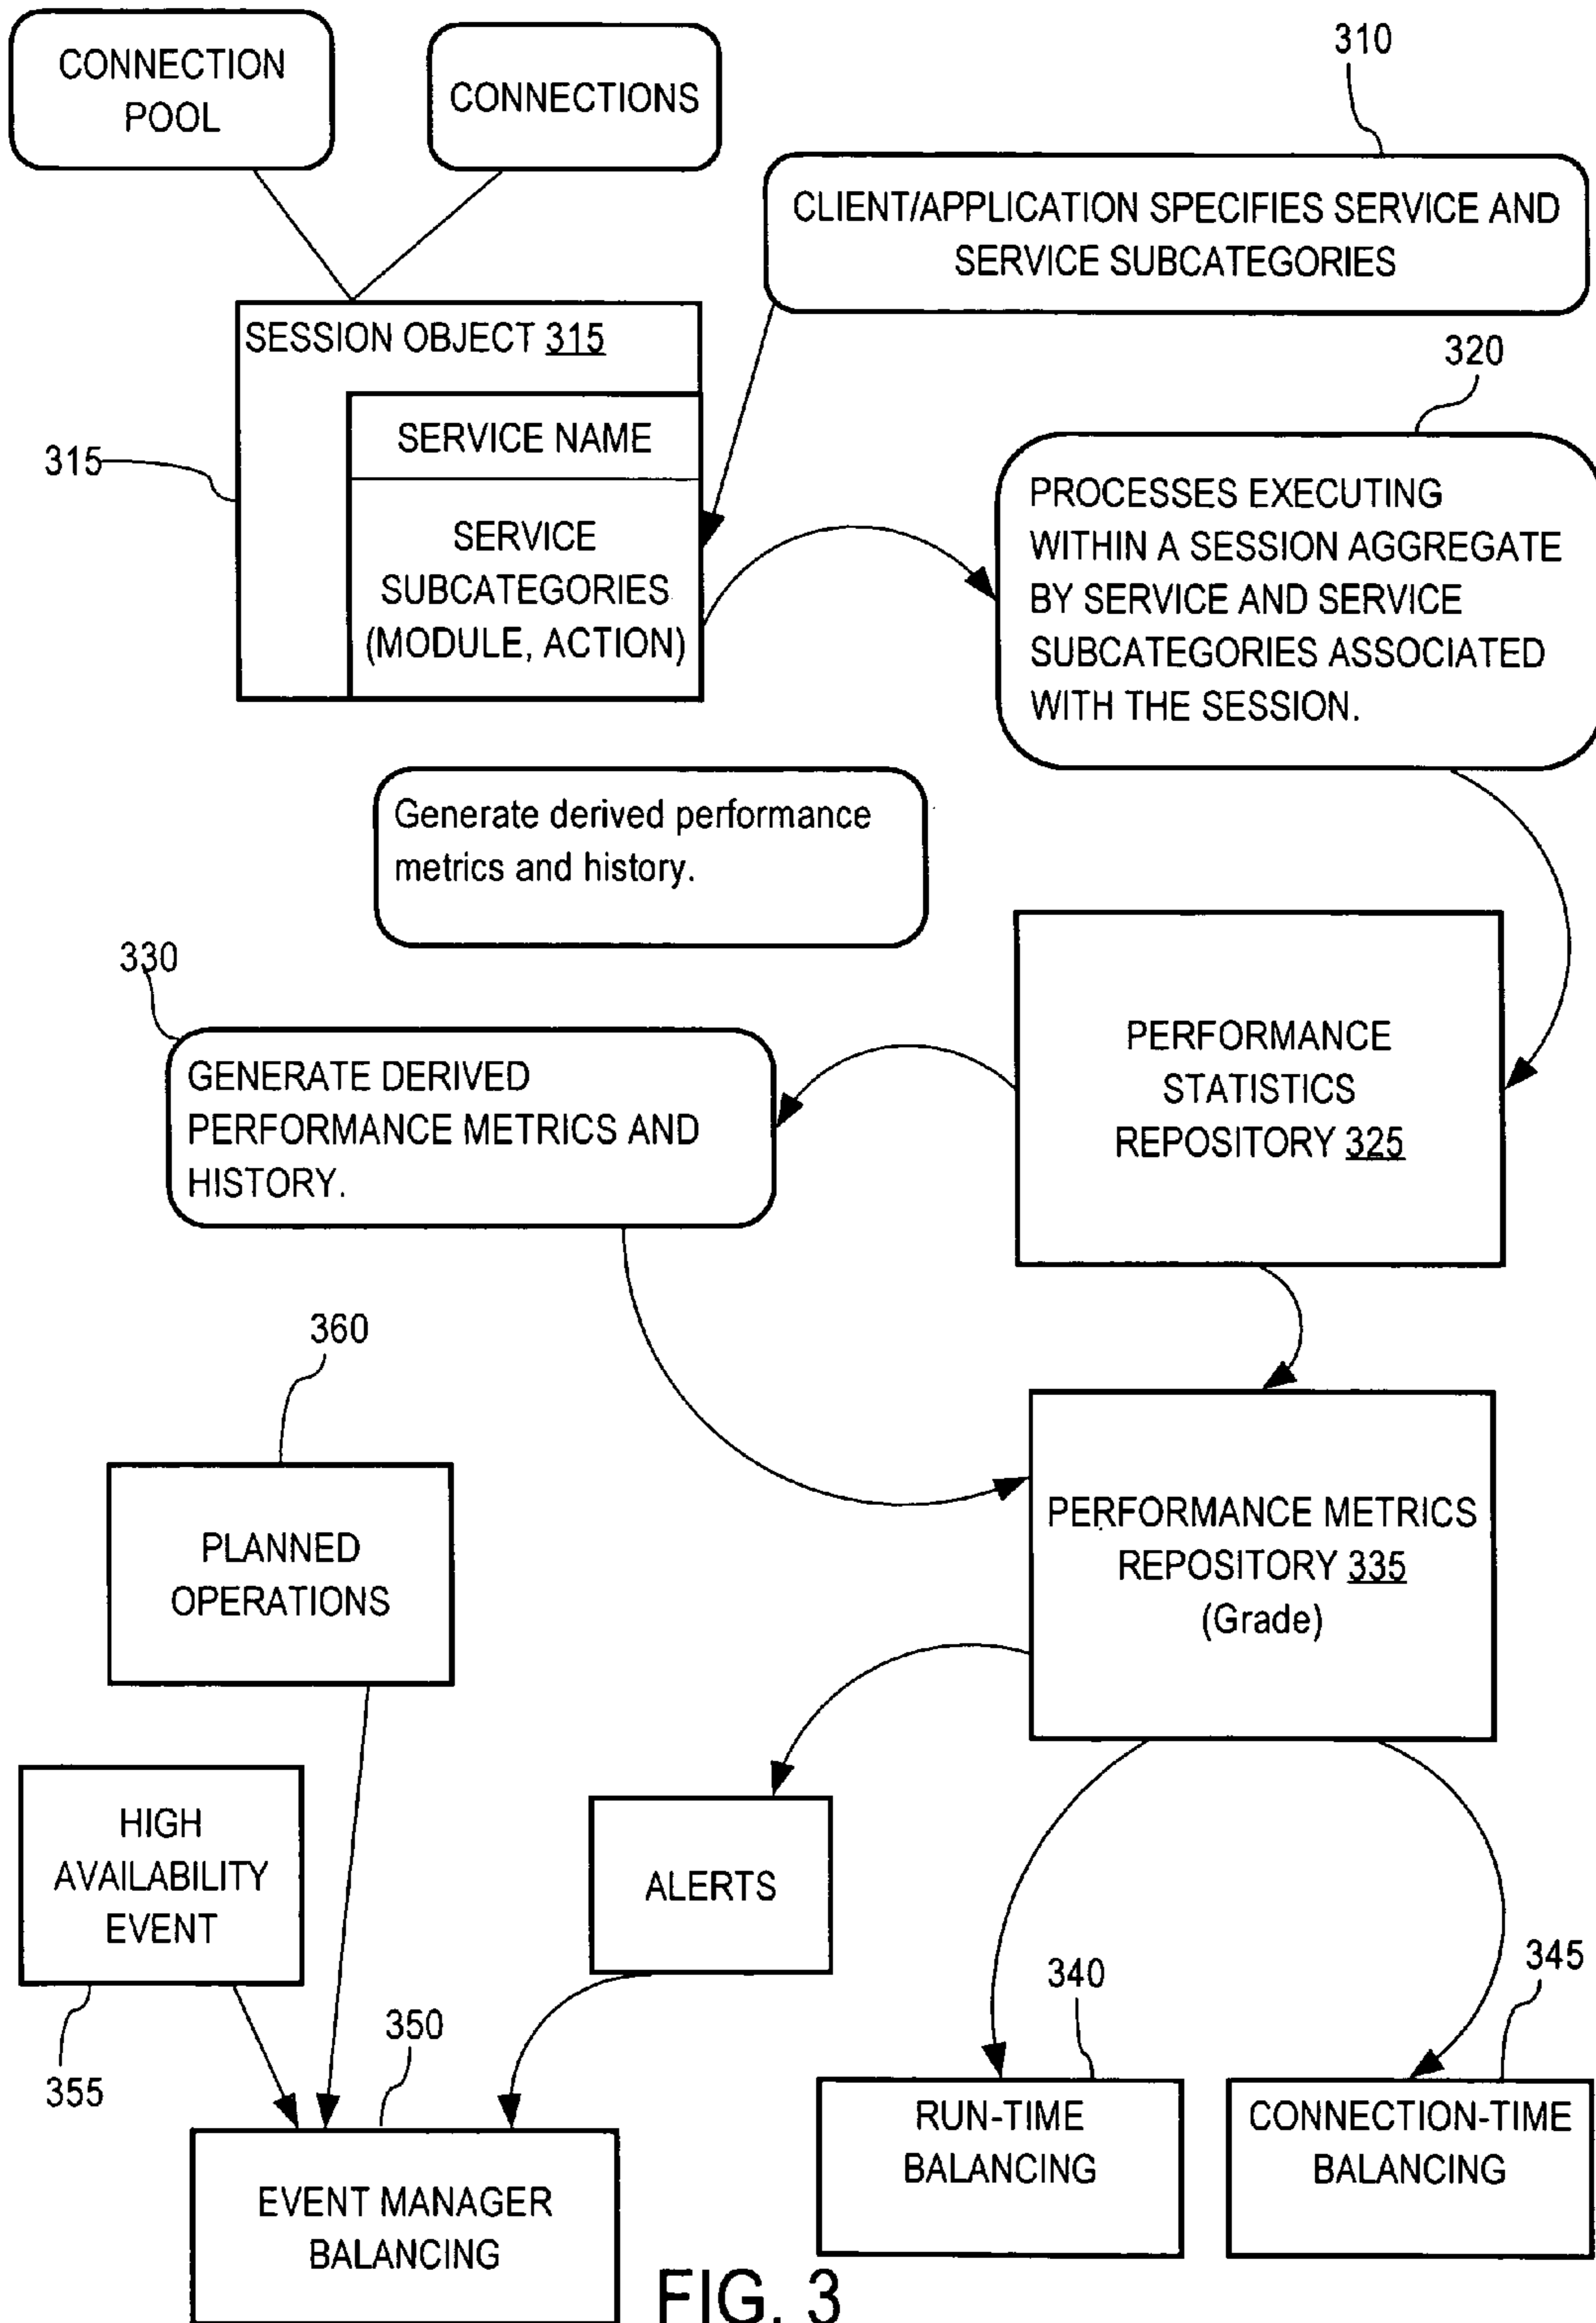 CONNECTION
POOL
CONNECTIONS
310
CLIENT/APPLICATION SPECIFIES SERVICE AND
SERVICE SUBCATEGORIES
SESSION OBJECT 315
SERVICE NAME
315
SERVICE
SUBCATEGORIES
(MODULE, ACTION)
320
PROCESSES EXECUTING
WITHIN A SESSION AGGREGATE
BY SERVICE AND SERVICE
SUBCATEGORIES ASSOCIATED
WITH THE SESSION.
Generate derived performance
metrics and history.
330
GENERATE DERIVED
PERFORMANCE METRICS AND
HISTORY.
PERFORMANCE
STATISTICS
REPOSITORY 325
360
PLANNED
OPERATIONS
PERFORMANCE METRICS
REPOSITORY 335
(Grade)
HIGH
AVAILABILITY
EVENT
355
ALERTS
350
EVENT MANAGER
BALANCING
340
RUN-TIME
BALANCING
345
CONNECTION-TIME
BALANCING
FIG. 3